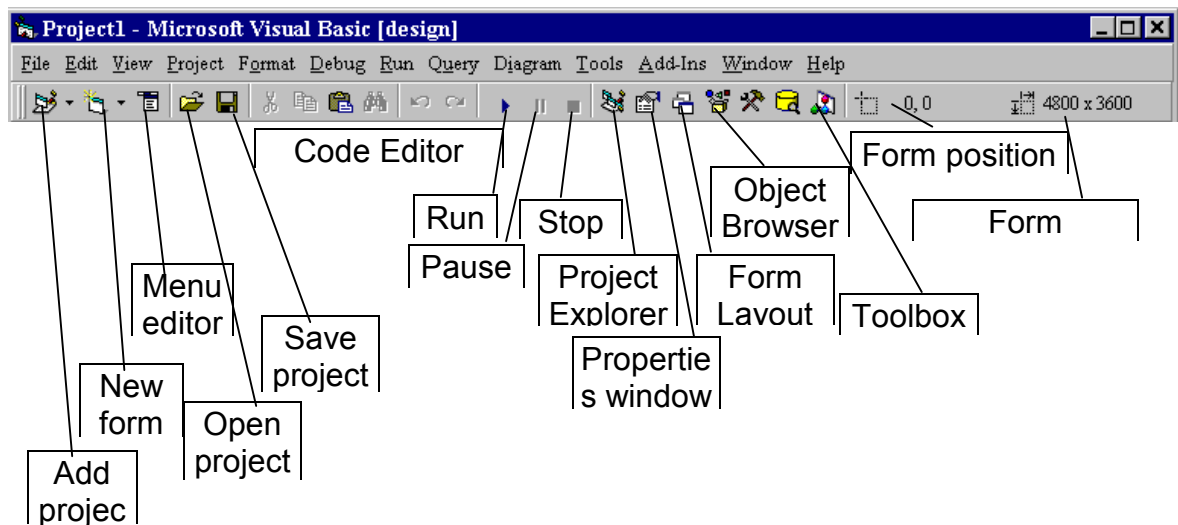 Project1 - Microsoft Visual Basic [design]
File Edit View Project Format Debug Run Query Diagram Tools Add-Ins Window Help
0, 0
4800 x 3600
Code Editor
Form position
Run
Stop
Object
Browser
Form
Pause
Project
Explorer
Form
Layout
Toolbox
Menu
editor
Save
project
Propertie
s window
New
form
Open
project
Add
projec